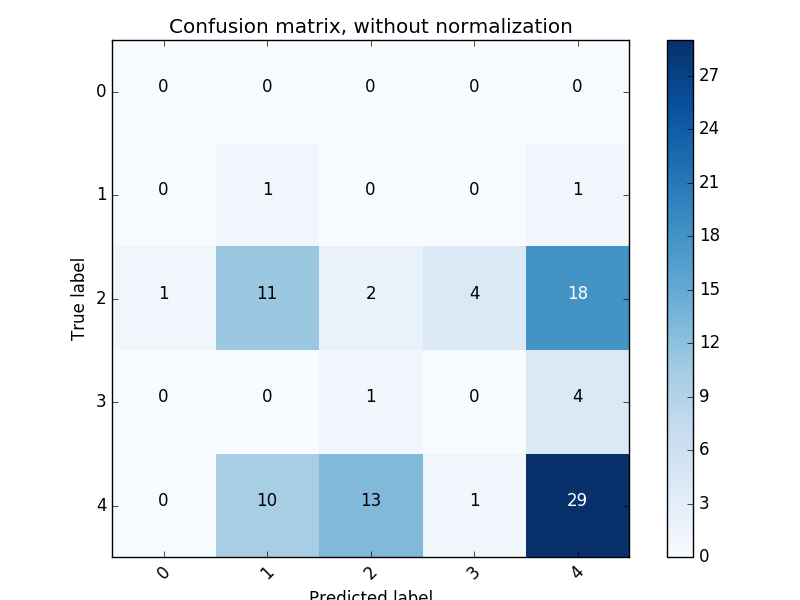 Confusion matrix, without normalization
0 0 0 0 0 0 27
24
1 0 1 0 0 1 21
18
True label
2 1 11 2 4 18 15
12
3 0 0 1 0 4 9
6
4 0 10 13 1 29 3
0
0 1 2 3 4
Predicted label